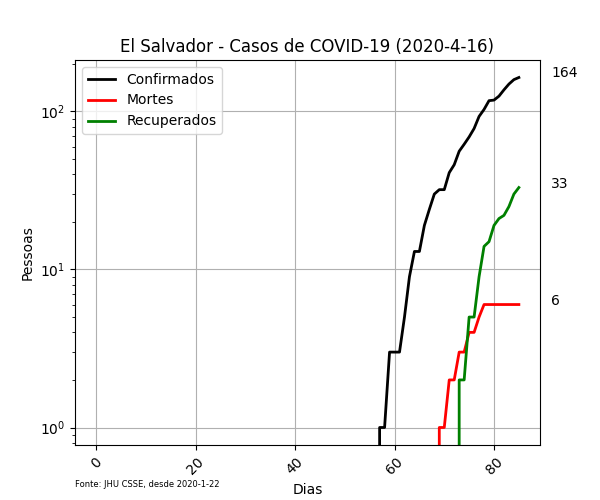 El Salvador - Casos de COVID-19 (2020-4-16)
Confirmados
Mortes
Recuperados
164
33
6
10²
10¹
10⁰
Pessoas
0
20
40
60
80
Dias
Fonte: JHU CSSE, desde 2020-1-22